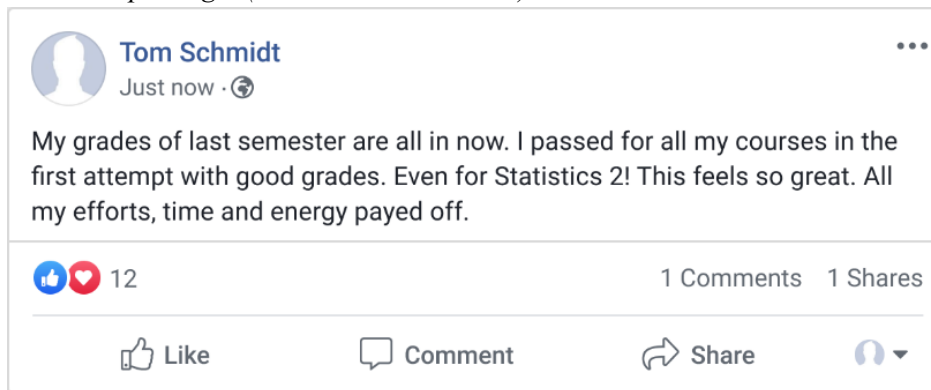 Tom Schmidt
Just now ·
My grades of last semester are all in now. I passed for all my courses in the
first attempt with good grades. Even for Statistics 2! This feels so great. All
my efforts, time and energy payed off.
12 1 Comments 1 Shares
Like Comment Share